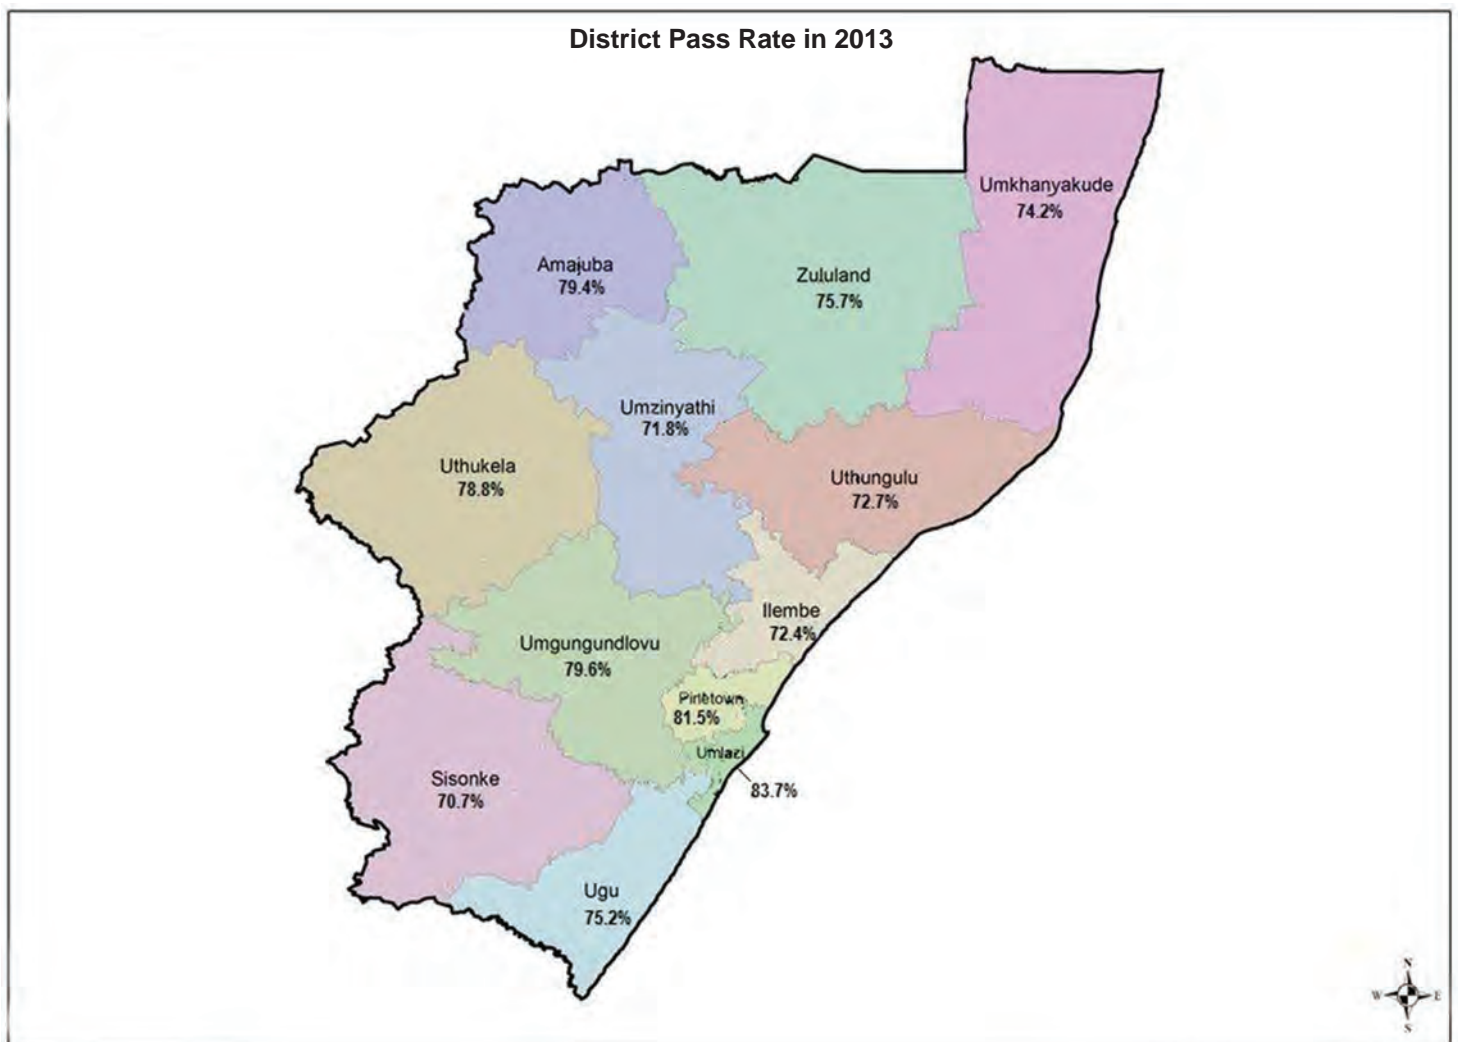 District Pass Rate in 2013
Umkhanyakude
74.2%
Amajuba
79.4%
Zululand
75.7%
Umzinyathi
71.8%
Uthukela
78.8%
Uthungulu
72.7%
Ilembe
72.4%
Umgungundlovu
79.6%
Pinetown
81.5%
Umlazi
83.7%
Sisonke
70.7%
Ugu
75.2%
N
W E
S